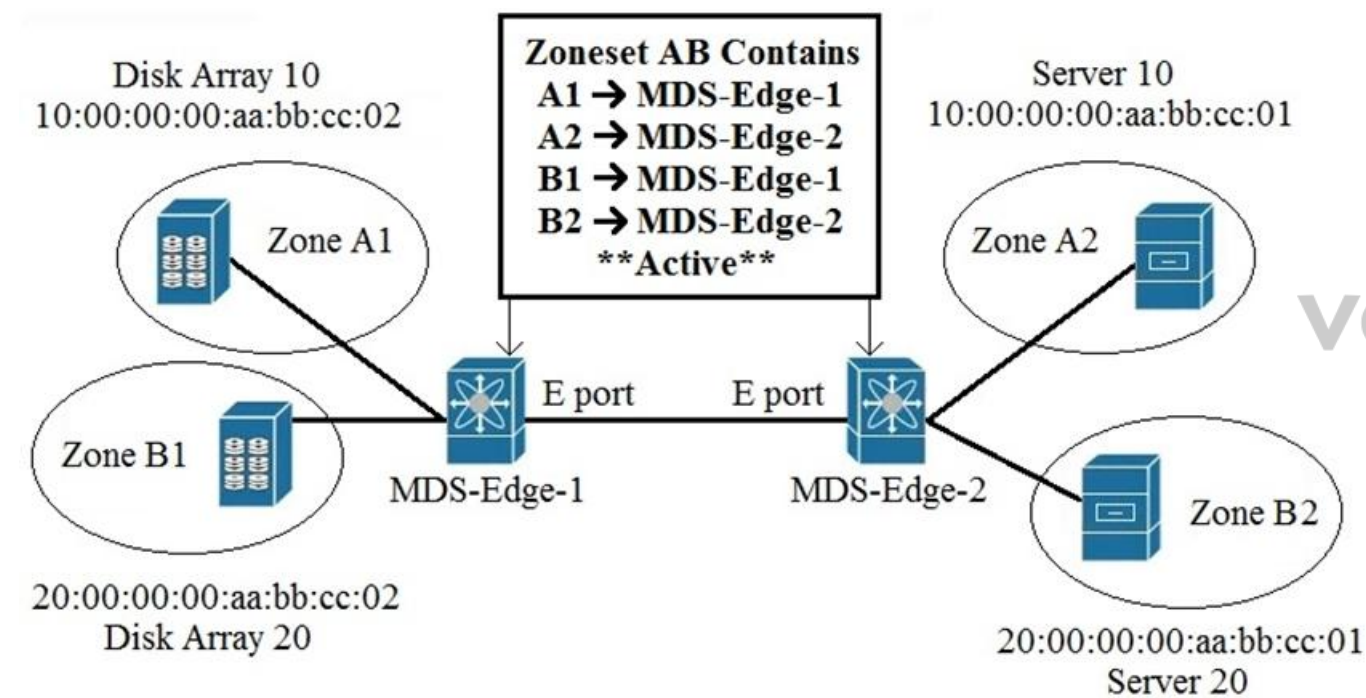 Zoneset AB Contains
A1 → MDS-Edge-1
A2 → MDS-Edge-2
B1 → MDS-Edge-1
B2 → MDS-Edge-2
**Active**
Disk Array 10
10:00:00:00:aa:bb:cc:02
Zone A1
Server 10
10:00:00:00:aa:bb:cc:01
Zone A2
E port
E port
Zone B1
MDS-Edge-1
MDS-Edge-2
Zone B2
20:00:00:00:aa:bb:cc:02
Disk Array 20
20:00:00:00:aa:bb:cc:01
Server 20